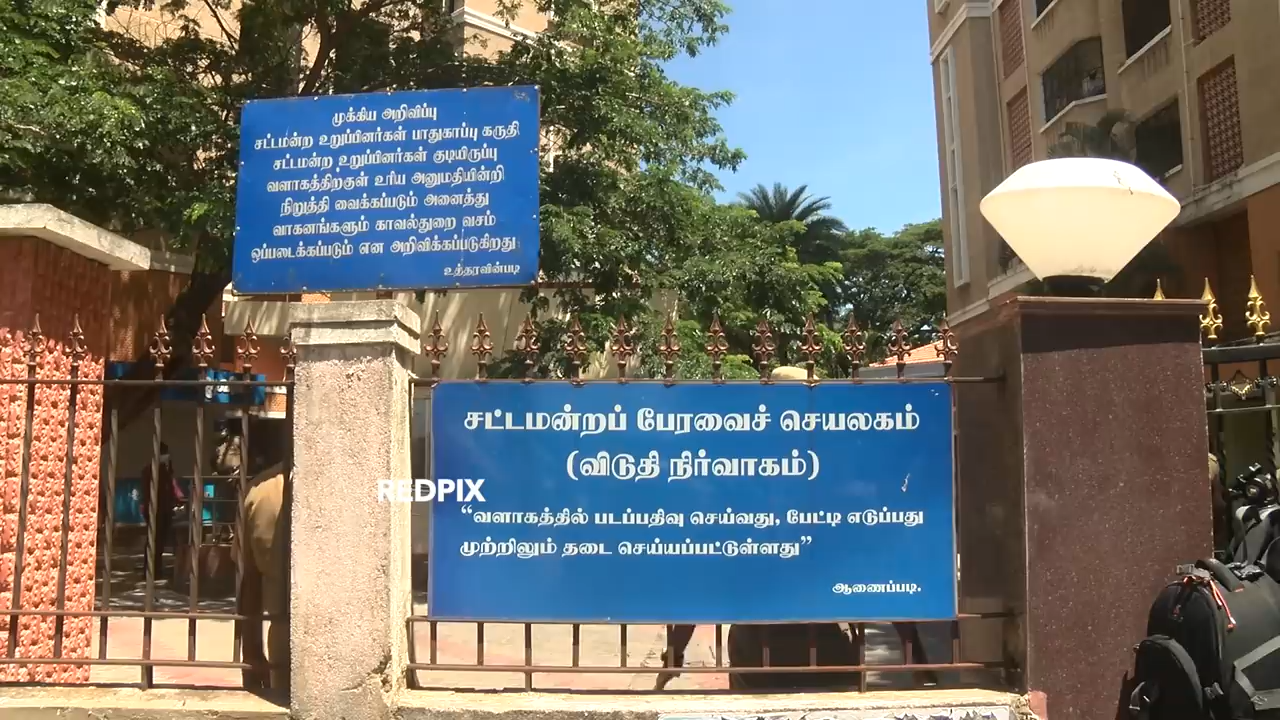 முக்கிய அறிவிப்பு
சட்டமன்ற உறுப்பினர்கள் பாதுகாப்பு கருதி
சட்டமன்ற உறுப்பினர்கள் குடியிருப்பு
வளாகத்திற்குள் உரிய அனுமதியின்றி
நிறுத்தி வைக்கப்படும் அனைத்து
வாகனங்களும் காவல்துறை வசம்
ஒப்படைக்கப்படும் என அறிவிக்கப்படுகிறது
உத்தரவின்படி
சட்டமன்றப் பேரவைச் செயலகம்
(விடுதி நிர்வாகம்)
REDPIX
“வளாகத்தில் படப்பதிவு செய்வது, பேட்டி எடுப்பது
முற்றிலும் தடை செய்யப்பட்டுள்ளது”
ஆணைப்படி.